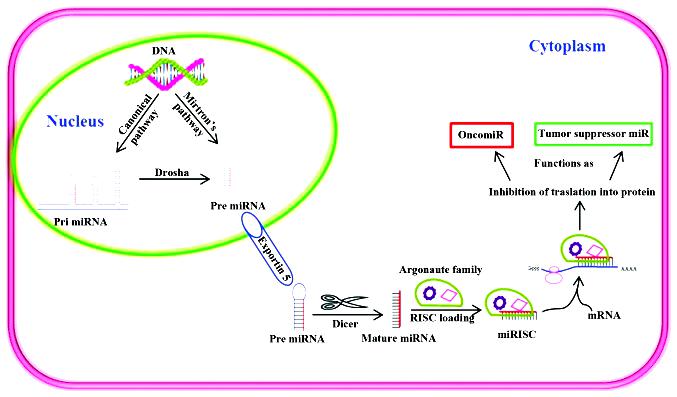 Cytoplasm
DNA
Nucleus
Canonical
pathway
Mirtron's
pathway
Drosha
Pri miRNA
Pre miRNA
Exportin 5
OncomiR
Tumor suppressor miR
Functions as
Inhibition of traslation into protein
AAAA
Argonaute family
RISC loading
Pre miRNA
Dicer
Mature miRNA
miRISC
mRNA